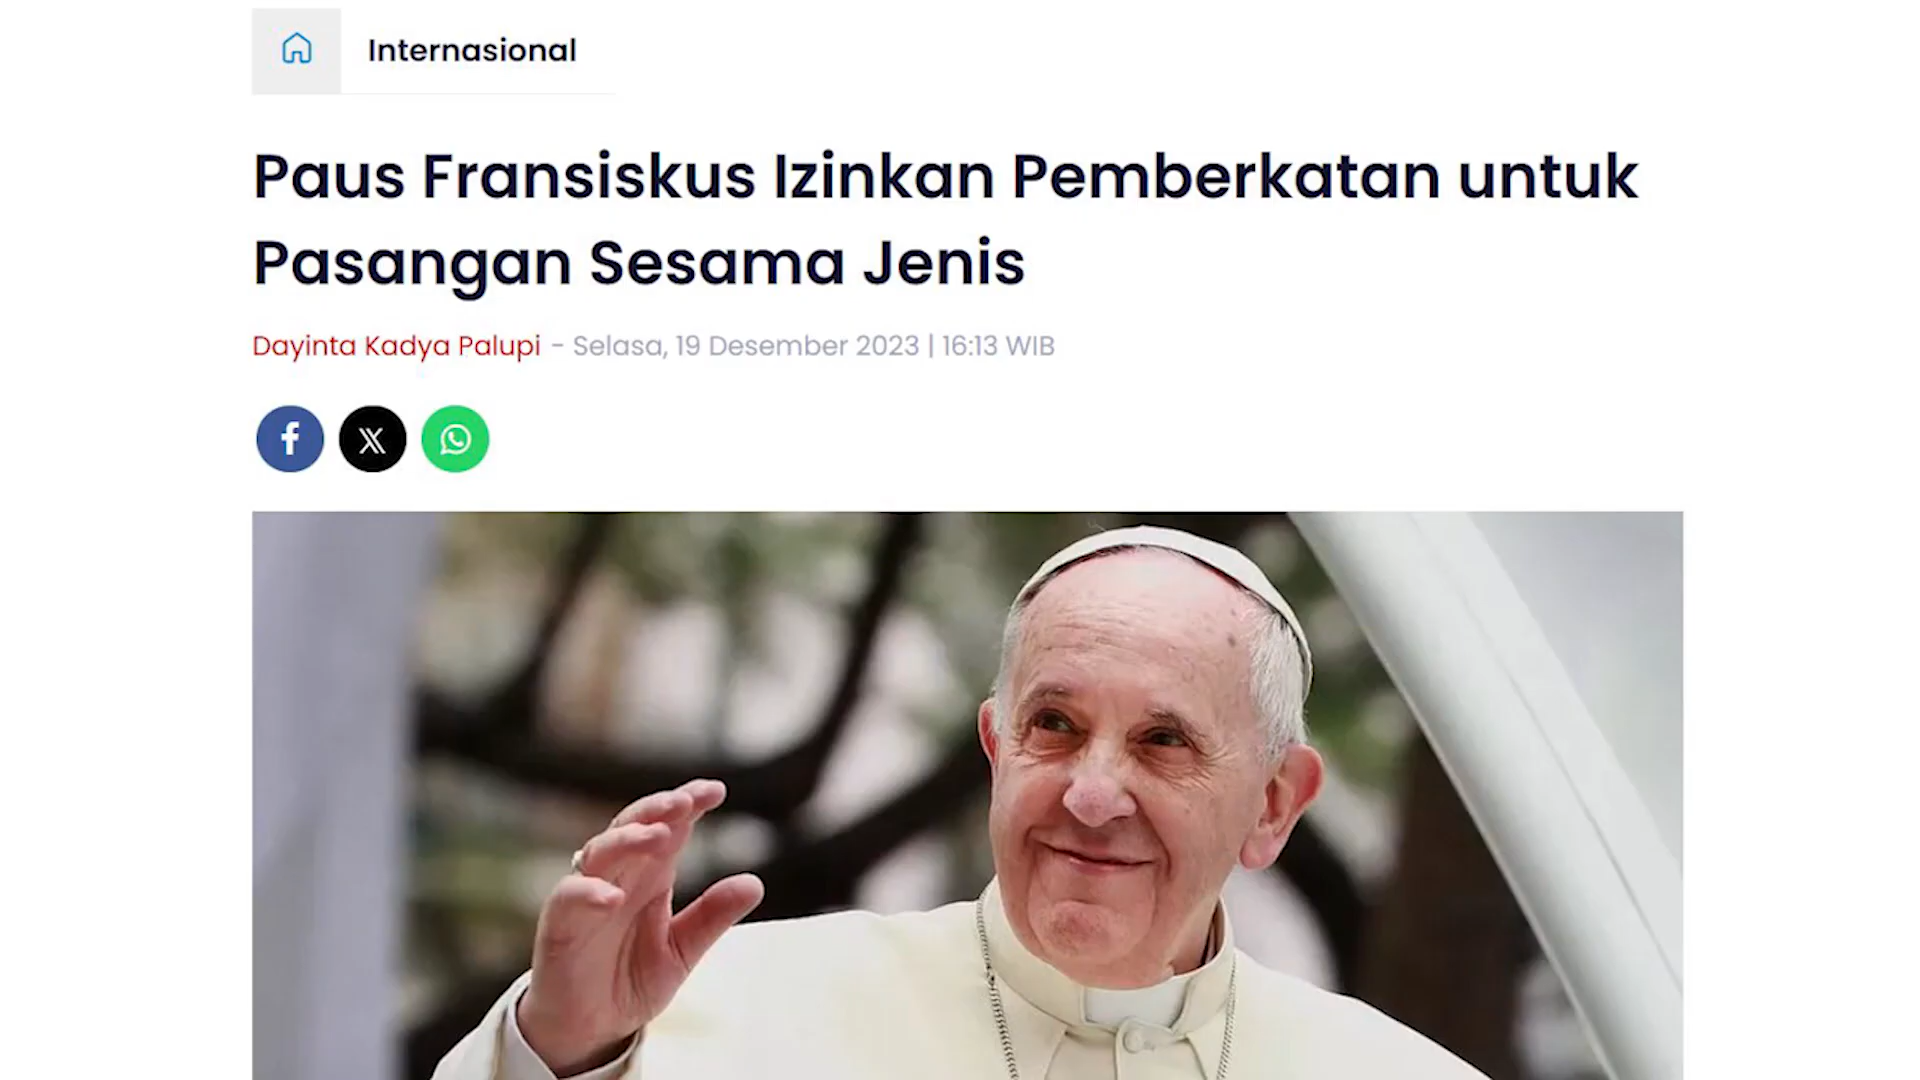 Internasional
Paus Fransiskus Izinkan Pemberkatan untuk
Pasangan Sesama Jenis
Dayinta Kadya Palupi - Selasa, 19 Desember 2023 | 16:13 WIB